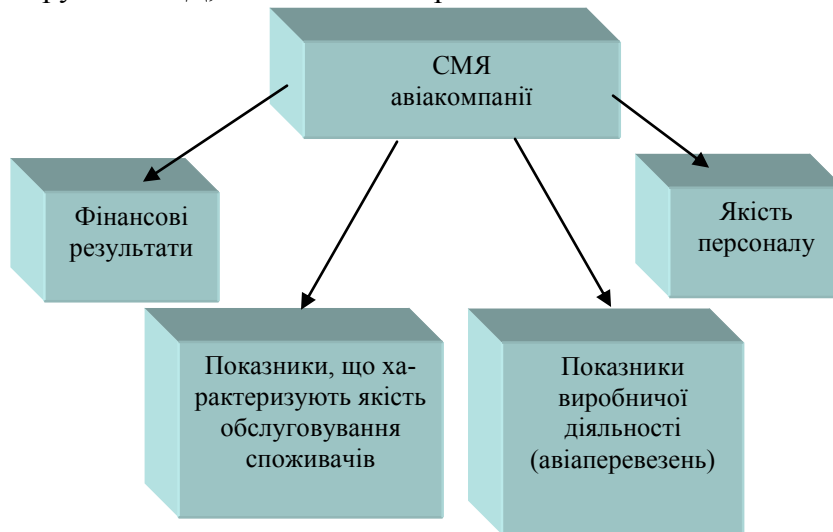 СМЯ
авіакомпанії
Фінансові
результати
Якість
персоналу
Показники, що ха-
рактеризують якість
обслуговування
споживачів
Показники
виробничої
діяльності
(авіаперевезень)